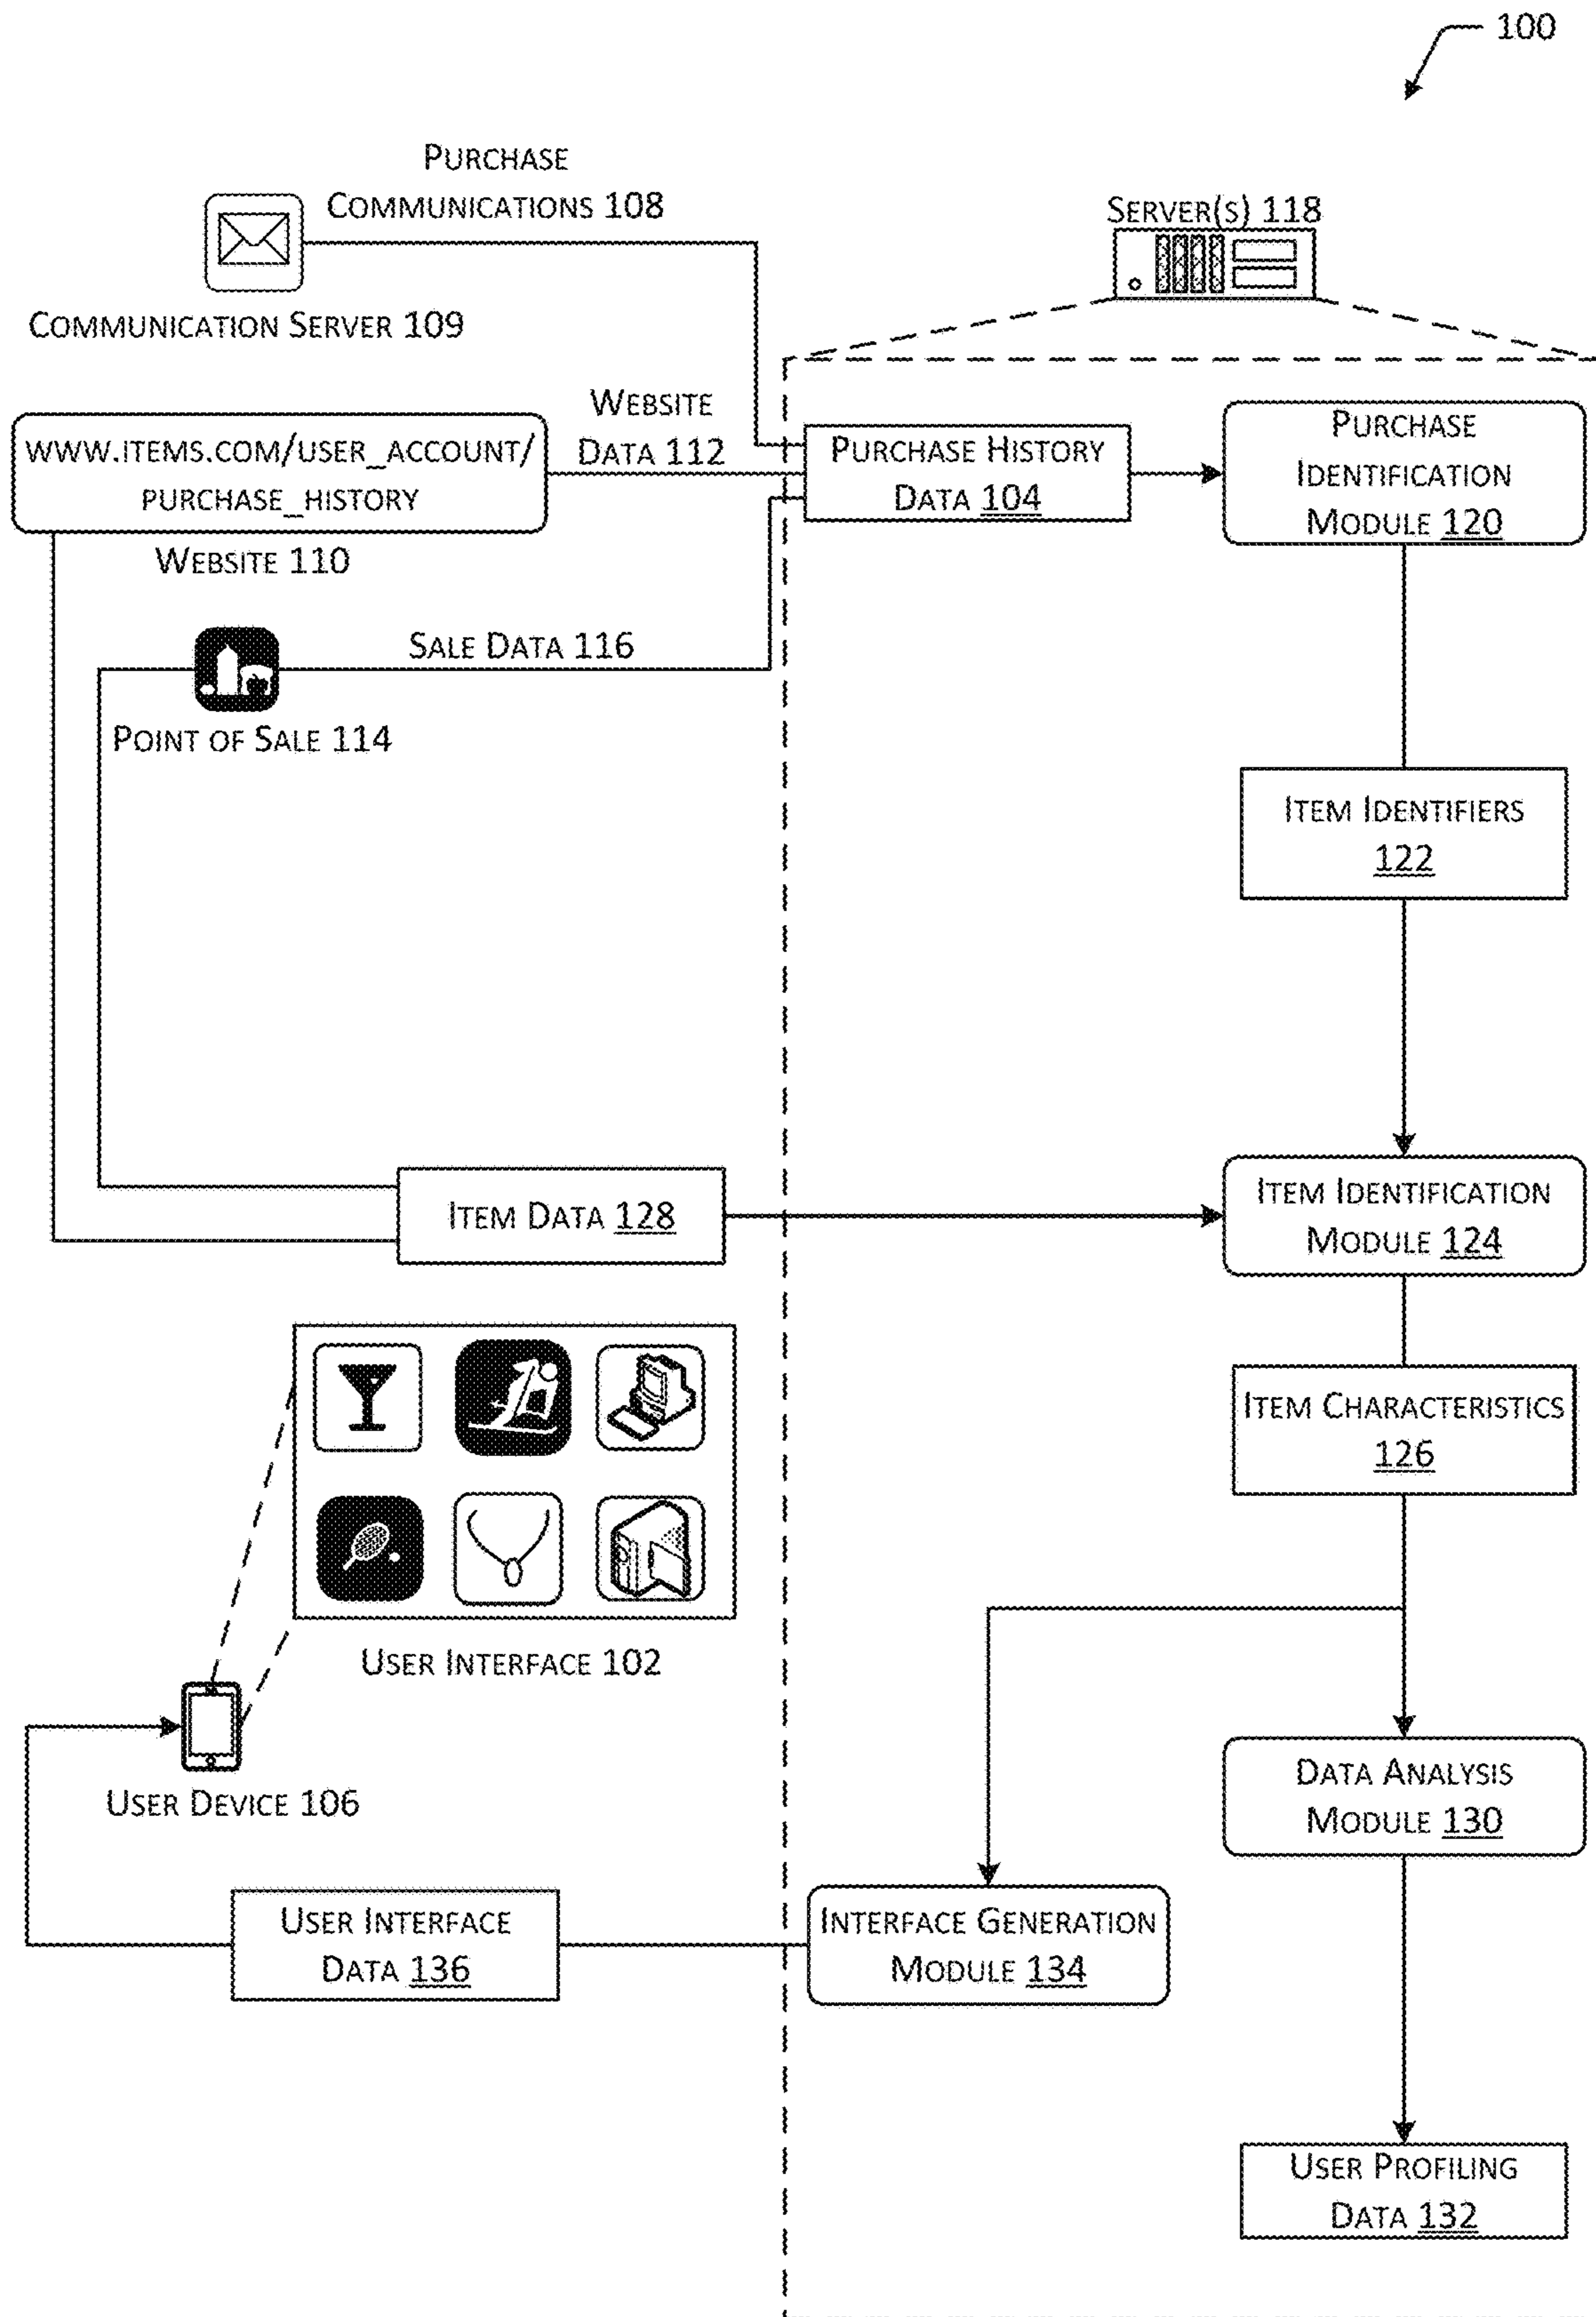 100
PURCHASE
COMMUNICATIONS 108
SERVER(S) 118
COMMUNICATION SERVER 109
WEBSITE
DATA 112
WWW.ITEMS.COM/USER_ACCOUNT/
PURCHASE_HISTORY
WEBSITE 110
PURCHASE HISTORY
DATA 104
PURCHASE
IDENTIFICATION
MODULE 120
SALE DATA 116
POINT OF SALE 114
ITEM IDENTIFIERS
122
ITEM DATA 128
ITEM IDENTIFICATION
MODULE 124
ITEM CHARACTERISTICS
126
USER INTERFACE 102
USER DEVICE 106
DATA ANALYSIS
MODULE 130
USER INTERFACE
DATA 136
INTERFACE GENERATION
MODULE 134
USER PROFILING
DATA 132